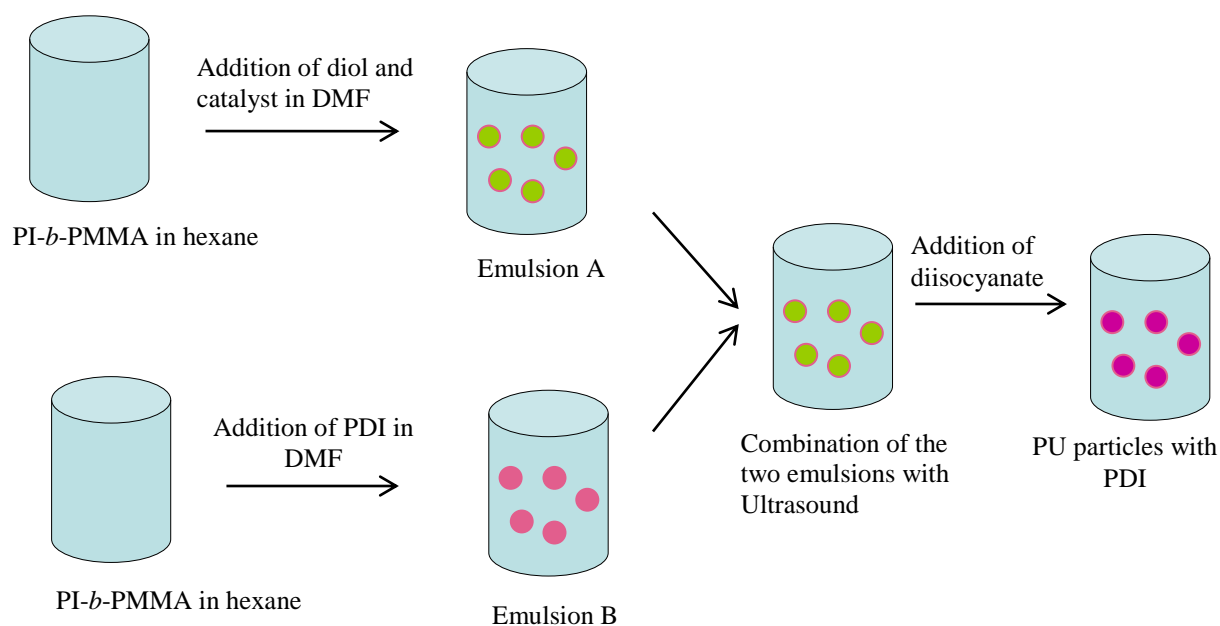 Addition of diol and
catalyst in DMF
PI-b-PMMA in hexane
Emulsion A
Addition of
diisocyanate
Addition of PDI in
DMF
Combination of the
two emulsions with
Ultrasound
PU particles with
PDI
PI-b-PMMA in hexane
Emulsion B